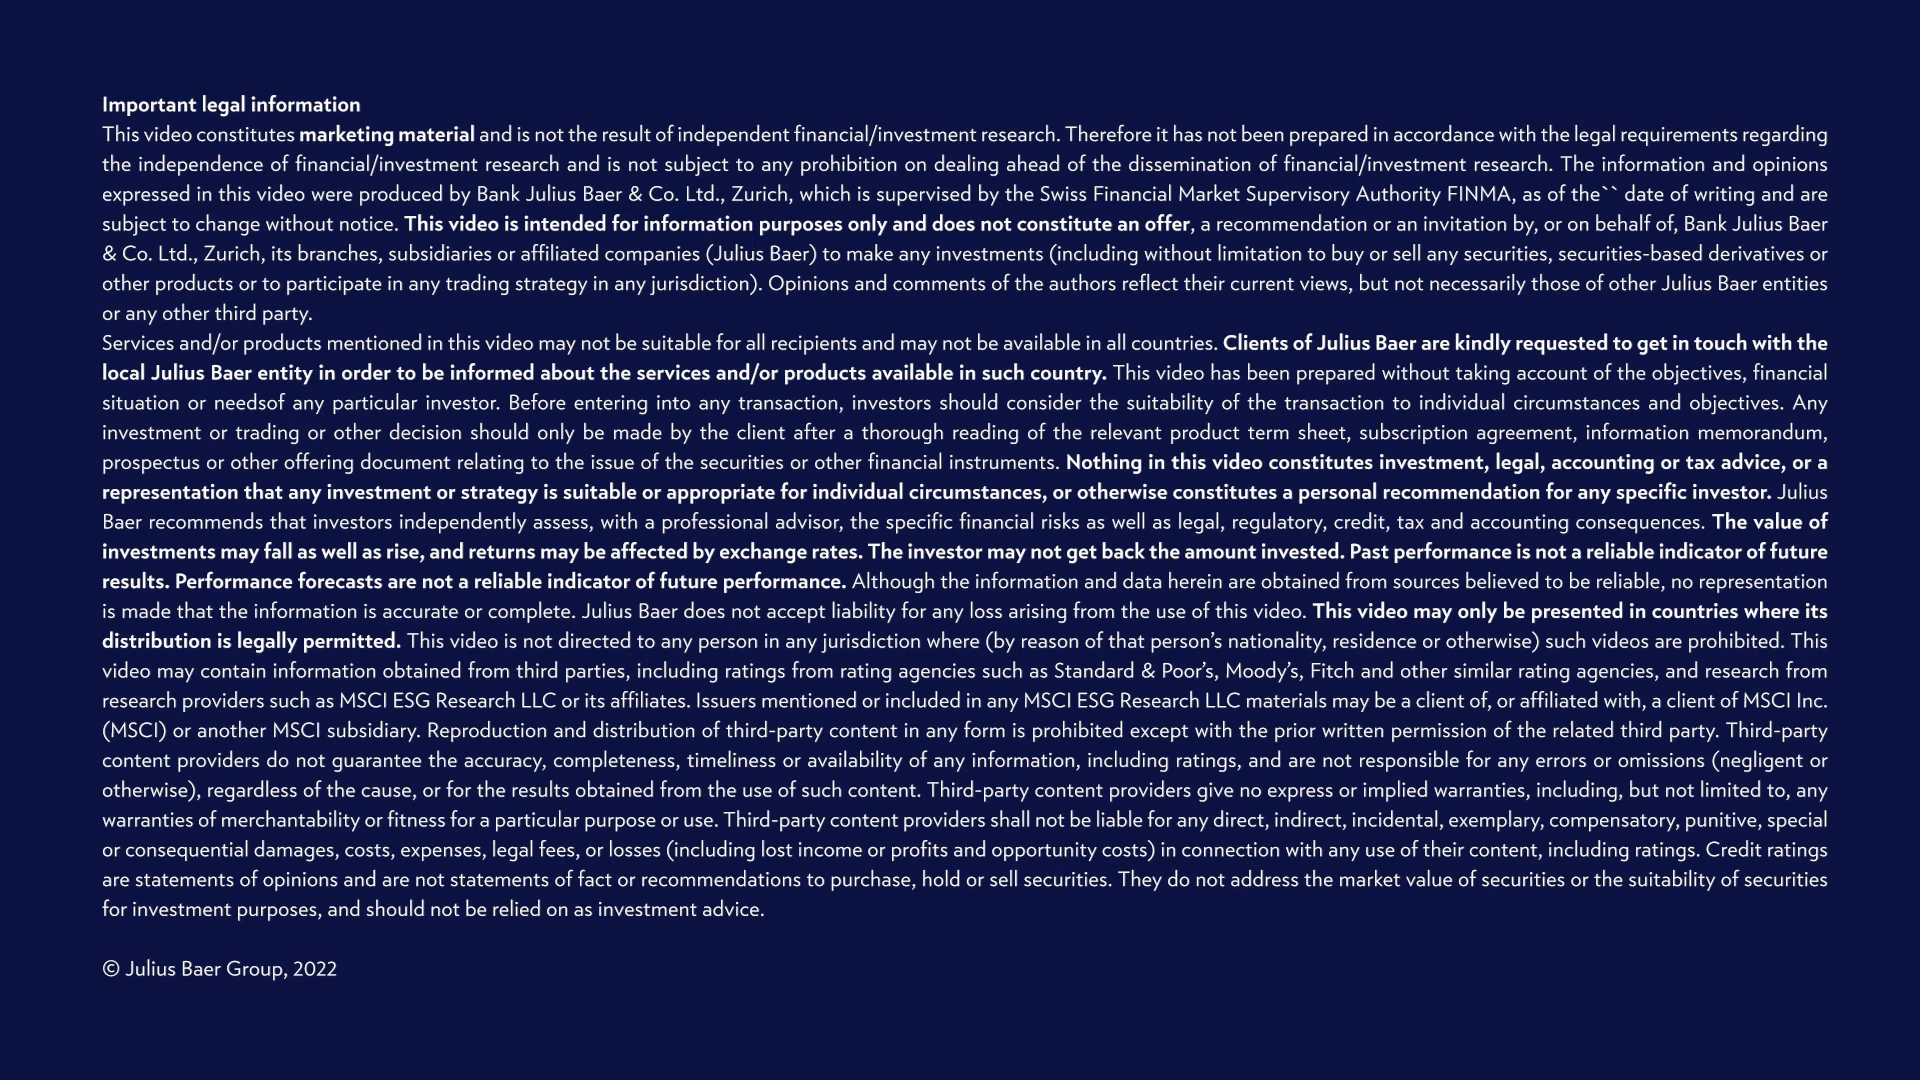 Important legal information
This video constitutes marketing material and is not the result of independent financial/investment research. Therefore it has not been prepared in accordance with the legal requirements regarding
the independence of financial/investment research and is not subject to any prohibition on dealing ahead of the dissemination of financial/investment research. The information and opinions
expressed in this video were produced by Bank Julius Baer & Co. Ltd., Zurich, which is supervised by the Swiss Financial Market Supervisory Authority FINMA, as of the`` date of writing and are
subject to change without notice. This video is intended for information purposes only and does not constitute an offer, a recommendation or an invitation by, or on behalf of, Bank Julius Baer
& Co. Ltd., Zurich, its branches, subsidiaries or affiliated companies (Julius Baer) to make any investments (including without limitation to buy or sell any securities, securities-based derivatives or
other products or to participate in any trading strategy in any jurisdiction). Opinions and comments of the authors reflect their current views, but not necessarily those of other Julius Baer entities
or any other third party.
Services and/or products mentioned in this video may not be suitable for all recipients and may not be available in all countries. Clients of Julius Baer are kindly requested to get in touch with the
local Julius Baer entity in order to be informed about the services and/or products available in such country. This video has been prepared without taking account of the objectives, financial
situation or needsof any particular investor. Before entering into any transaction, investors should consider the suitability of the transaction to individual circumstances and objectives. Any
investment or trading or other decision should only be made by the client after a thorough reading of the relevant product term sheet, subscription agreement, information memorandum,
prospectus or other offering document relating to the issue of the securities or other financial instruments. Nothing in this video constitutes investment, legal, accounting or tax advice, or a
representation that any investment or strategy is suitable or appropriate for individual circumstances, or otherwise constitutes a personal recommendation for any specific investor. Julius
Baer recommends that investors independently assess, with a professional advisor, the specific financial risks as well as legal, regulatory, credit, tax and accounting consequences. The value of
investments may fall as well as rise, and returns may be affected by exchange rates. The investor may not get back the amount invested. Past performance is not a reliable indicator of future
results. Performance forecasts are not a reliable indicator of future performance. Although the information and data herein are obtained from sources believed to be reliable, no representation
is made that the information is accurate or complete. Julius Baer does not accept liability for any loss arising from the use of this video. This video may only be presented in countries where its
distribution is legally permitted. This video is not directed to any person in any jurisdiction where (by reason of that person’s nationality, residence or otherwise) such videos are prohibited. This
video may contain information obtained from third parties, including ratings from rating agencies such as Standard & Poor’s, Moody’s, Fitch and other similar rating agencies, and research from
research providers such as MSCI ESG Research LLC or its affiliates. Issuers mentioned or included in any MSCI ESG Research LLC materials may be a client of, or affiliated with, a client of MSCI Inc.
(MSCI) or another MSCI subsidiary. Reproduction and distribution of third-party content in any form is prohibited except with the prior written permission of the related third party. Third-party
content providers do not guarantee the accuracy, completeness, timeliness or availability of any information, including ratings, and are not responsible for any errors or omissions (negligent or
otherwise), regardless of the cause, or for the results obtained from the use of such content. Third-party content providers give no express or implied warranties, including, but not limited to, any
warranties of merchantability or fitness for a particular purpose or use. Third-party content providers shall not be liable for any direct, indirect, incidental, exemplary, compensatory, punitive, special
or consequential damages, costs, expenses, legal fees, or losses (including lost income or profits and opportunity costs) in connection with any use of their content, including ratings. Credit ratings
are statements of opinions and are not statements of fact or recommendations to purchase, hold or sell securities. They do not address the market value of securities or the suitability of securities
for investment purposes, and should not be relied on as investment advice.
© Julius Baer Group, 2022